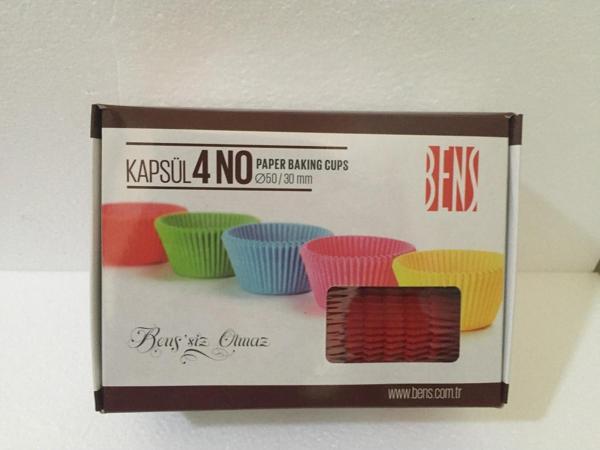 KAPSÜL 4 NO PAPER BAKING CUPS
Ø50 / 30 mm
BENS
Bens'siz Olmaz
www.bens.com.tr